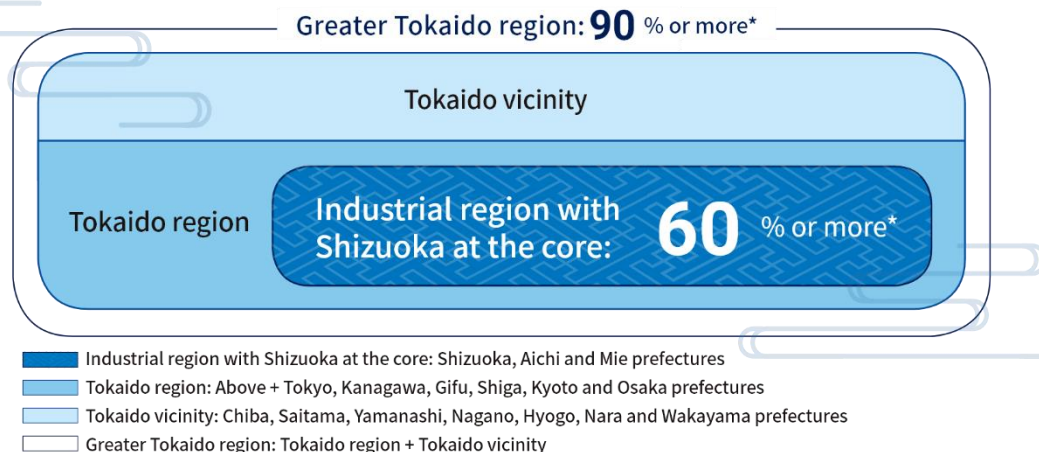 Greater Tokaido region: 90 % or more*
Tokaido vicinity
Tokaido region
Industrial region with
Shizuoka at the core:
60 % or more*
Industrial region with Shizuoka at the core: Shizuoka, Aichi and Mie prefectures
Tokaido region: Above + Tokyo, Kanagawa, Gifu, Shiga, Kyoto and Osaka prefectures
Tokaido vicinity: Chiba, Saitama, Yamanashi, Nagano, Hyogo, Nara and Wakayama prefectures
Greater Tokaido region: Tokaido region + Tokaido vicinity